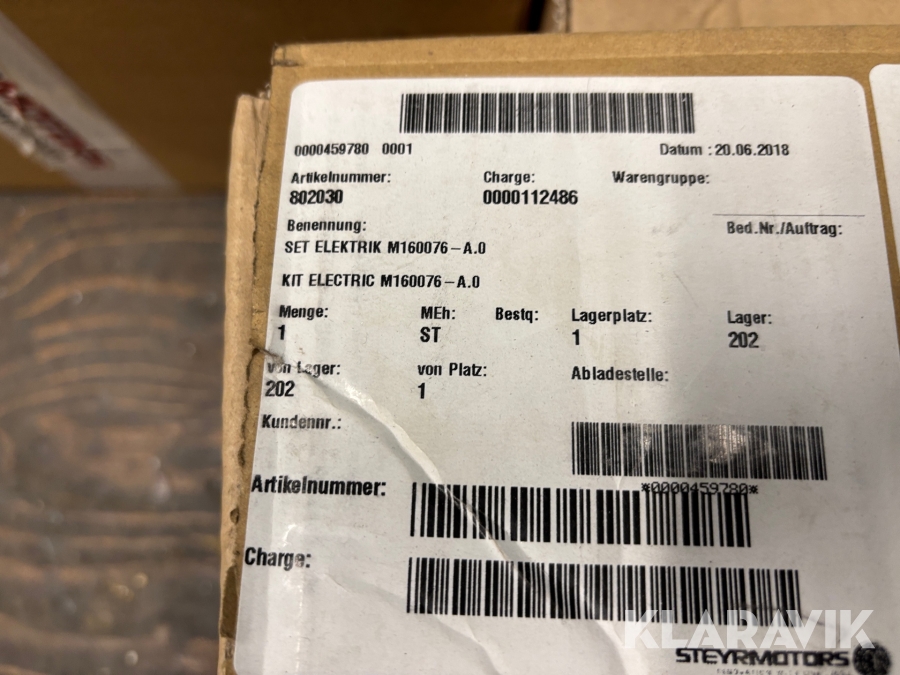 0000459780 0001
Datum :20.06.2018
Artikelnummer: Charge: Warengruppe:
802030 0000112486
Benennung: Bed.Nr./Auftrag:
SET ELEKTRIK M160076-A.0
KIT ELECTRIC M160076-A.0
Menge: MEh: Bestq: Lagerplatz: Lager:
1 ST 1 202
von Lager: von Platz: Abladestelle:
202 1
Kundennr.:
*0000459780*
Artikelnummer:
Charge:
KLARAVIK
STEYRMOTORS